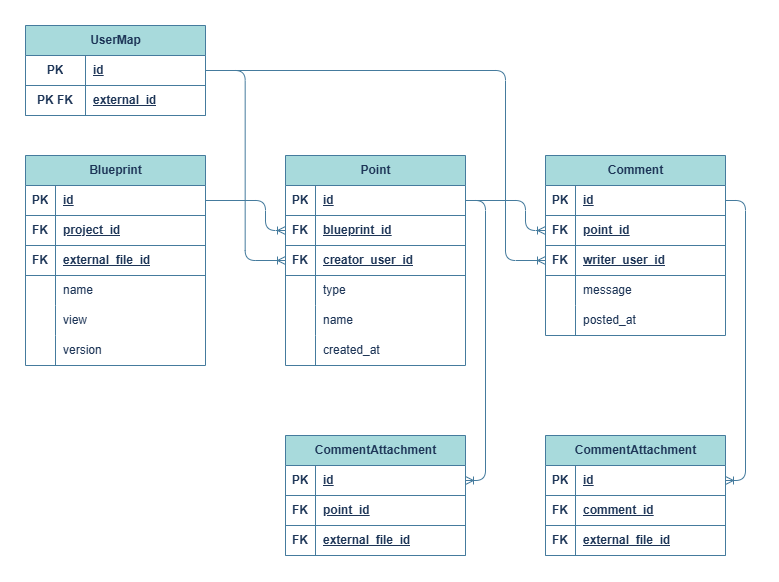 UserMap
PK id
PK FK external_id
Blueprint
PK id
FK project_id
FK external_file_id
name
view
version
Point
PK id
FK blueprint_id
FK creator_user_id
type
name
created_at
Comment
PK id
FK point_id
FK writer_user_id
message
posted_at
CommentAttachment
PK id
FK point_id
FK external_file_id
CommentAttachment
PK id
FK comment_id
FK external_file_id